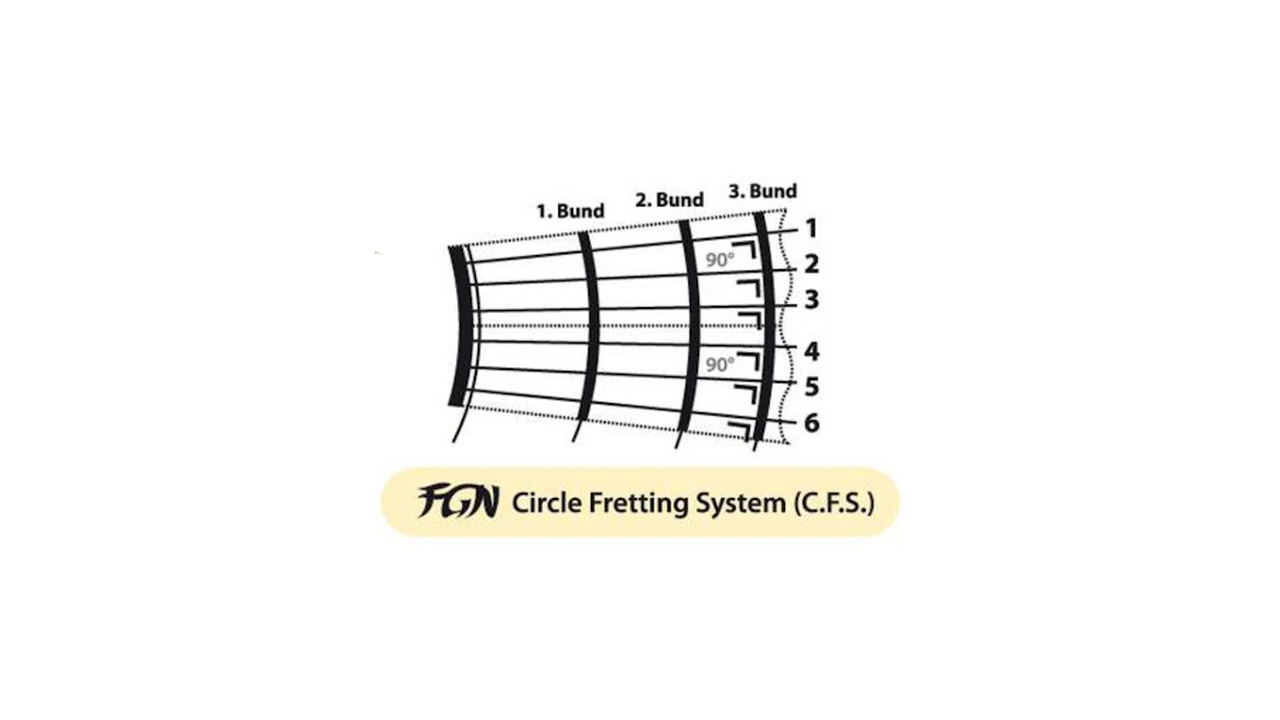 1. Bund
2. Bund
3. Bund
1
90°
2
3
4
90°
5
6
FGN Circle Fretting System (C.F.S.)